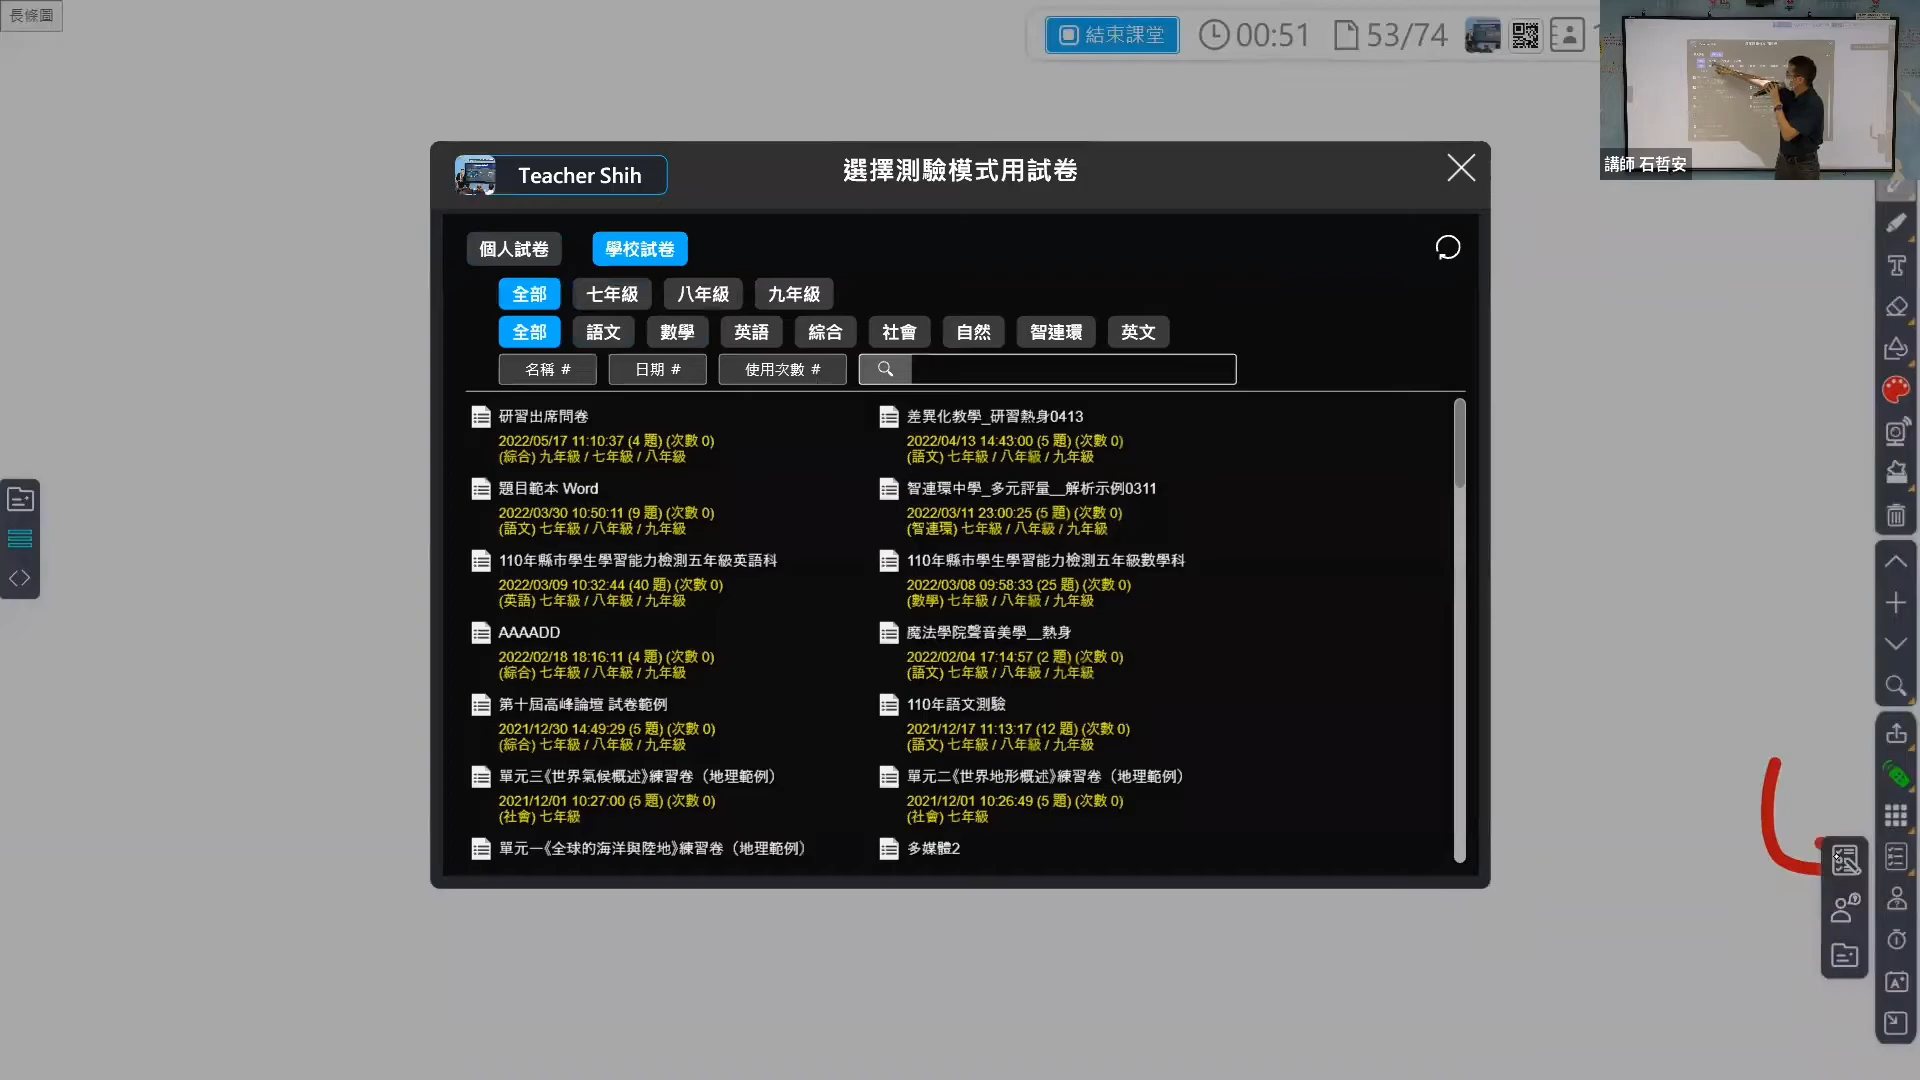 長條圖
結束課堂
00:51
53/74
講師 石哲安
Teacher Shih
選擇測驗模式用試卷
個人試卷
學校試卷
全部 七年級 八年級 九年級
全部 語文 數學 英語 綜合 社會 自然 智連環 英文
名稱 # 日期 # 使用次數 #
研習出席問卷
2022/05/17 11:10:37 (4 題) (次數 0)
(綜合) 九年級 / 七年級 / 八年級
差異化教學_研習熱身0413
2022/04/13 14:43:00 (5 題) (次數 0)
(語文) 七年級 / 八年級 / 九年級
題目範本 Word
2022/03/30 10:50:11 (9 題) (次數 0)
(語文) 七年級 / 八年級 / 九年級
智連環中學_多元評量__解析示例0311
2022/03/11 23:00:25 (5 題) (次數 0)
(智連環) 七年級 / 八年級 / 九年級
110年縣市學生學習能力檢測五年級英語科
2022/03/09 10:32:44 (40 題) (次數 0)
(英語) 七年級 / 八年級 / 九年級
110年縣市學生學習能力檢測五年級數學科
2022/03/08 09:58:33 (25 題) (次數 0)
(數學) 七年級 / 八年級 / 九年級
AAAADD
2022/02/18 18:16:11 (4 題) (次數 0)
(綜合) 七年級 / 八年級 / 九年級
魔法學院聲音美學__熱身
2022/02/04 17:14:57 (2 題) (次數 0)
(語文) 七年級 / 八年級 / 九年級
第十屆高峰論壇 試卷範例
2021/12/30 14:49:29 (5 題) (次數 0)
(綜合) 七年級 / 八年級 / 九年級
110年語文測驗
2021/12/17 11:13:17 (12 題) (次數 0)
(語文) 七年級 / 八年級 / 九年級
單元三《世界氣候概述》練習卷（地理範例）
2021/12/01 10:27:00 (5 題) (次數 0)
(社會) 七年級
單元二《世界地形概述》練習卷（地理範例）
2021/12/01 10:26:49 (5 題) (次數 0)
(社會) 七年級
單元一《全球的海洋與陸地》練習卷（地理範例）
多媒體2